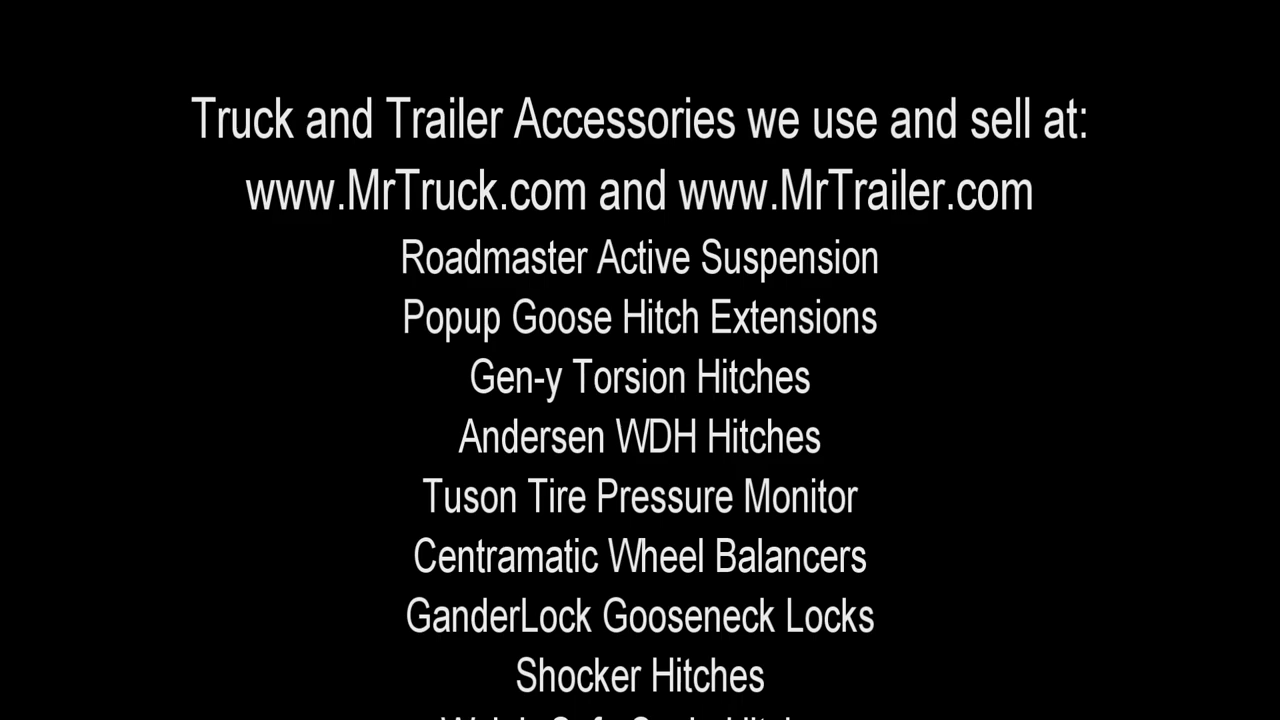 Truck and Trailer Accessories we use and sell at:
www.MrTruck.com and www.MrTrailer.com
Roadmaster Active Suspension
Popup Goose Hitch Extensions
Gen-y Torsion Hitches
Andersen WDH Hitches
Tuson Tire Pressure Monitor
Centramatic Wheel Balancers
GanderLock Gooseneck Locks
Shocker Hitches